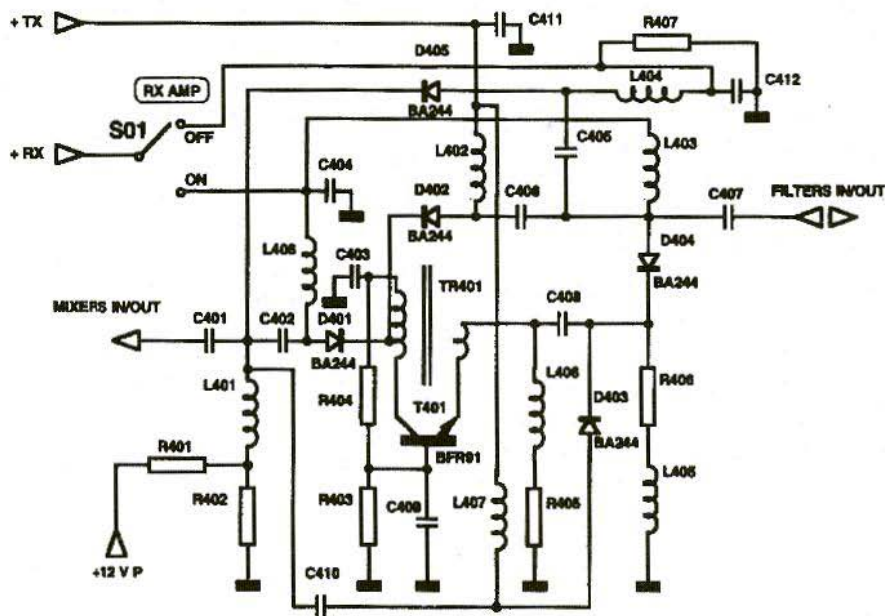 + TX
C411
R407
D405
RX AMP
L404
C412
S01
OFF
BA244
+ RX
L402
C405
L403
ON
C404
D402
C406
C407
FILTERS IN/OUT
BA244
D404
L408
C403
TR401
BA244
MIXERS IN/OUT
C401
C402
D401
C408
BA244
L401
L406
D403
R406
R404
T401
BA244
R401
BFR91
L405
R402
R403
C409
L407
R405
+12 V P
C410